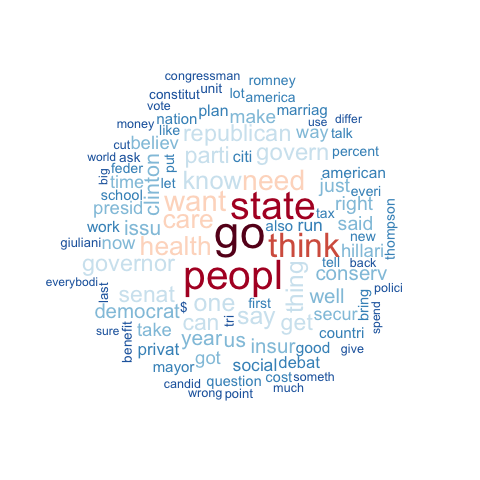 congressman
romney
constitut unit lot america
vote nation plan make marriag
money like republican way use differ
cut believ talk
world ask put parti citi govern percent
big feder clinton know need american
time let just everi
school want state right
presid care tax
work issu go also run said new thompson
giuliani now health think hillari
governor peopl tell back
everybodi last senat one thing conserv polici
democrat $ first well bring spend
sure take can tri say get secur
benefit year us countri
privat got insur good give
mayor social debat
candid question cost someth
wrong point much